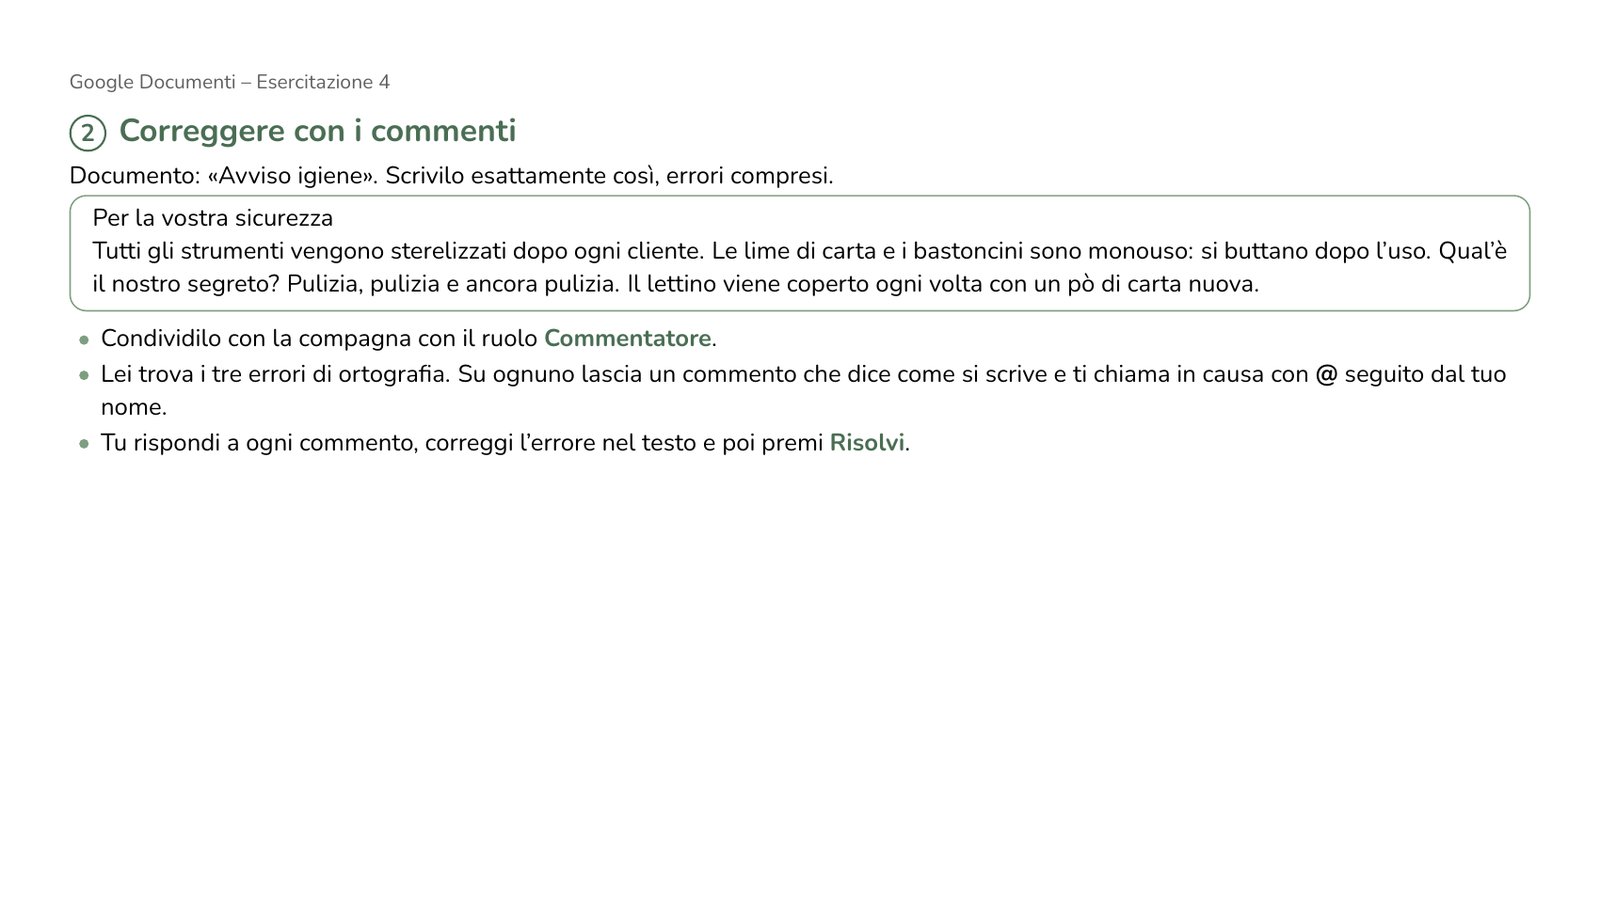 Google Documenti – Esercitazione 4
2 Correggere con i commenti
Documento: «Avviso igiene». Scrivilo esattamente così, errori compresi.
Per la vostra sicurezza
Tutti gli strumenti vengono sterelizzati dopo ogni cliente. Le lime di carta e i bastoncini sono monouso: si buttano dopo l’uso. Qual’è
il nostro segreto? Pulizia, pulizia e ancora pulizia. Il lettino viene coperto ogni volta con un pò di carta nuova.
• Condividilo con la compagna con il ruolo Commentatore.
• Lei trova i tre errori di ortografia. Su ognuno lascia un commento che dice come si scrive e ti chiama in causa con @ seguito dal tuo
nome.
• Tu rispondi a ogni commento, correggi l’errore nel testo e poi premi Risolvi.